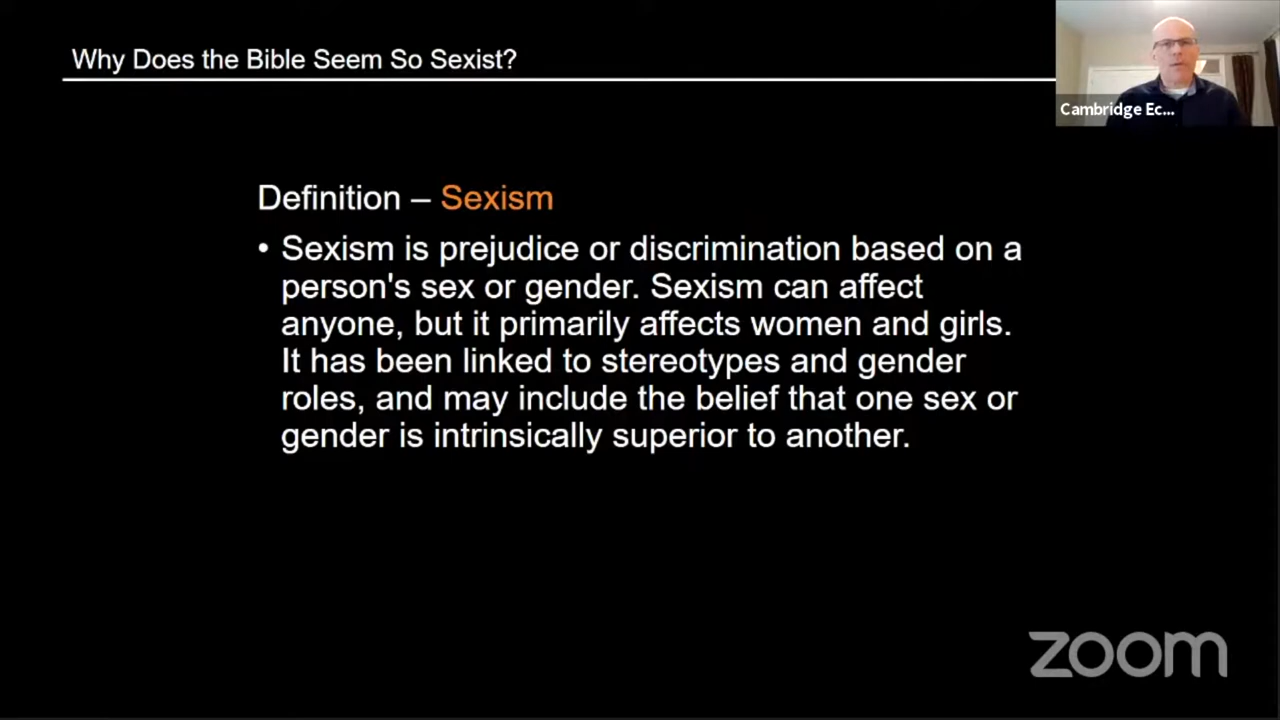 Why Does the Bible Seem So Sexist?
Cambridge Ec...
Definition – Sexism
• Sexism is prejudice or discrimination based on a
person's sex or gender. Sexism can affect
anyone, but it primarily affects women and girls.
It has been linked to stereotypes and gender
roles, and may include the belief that one sex or
gender is intrinsically superior to another.
zoom